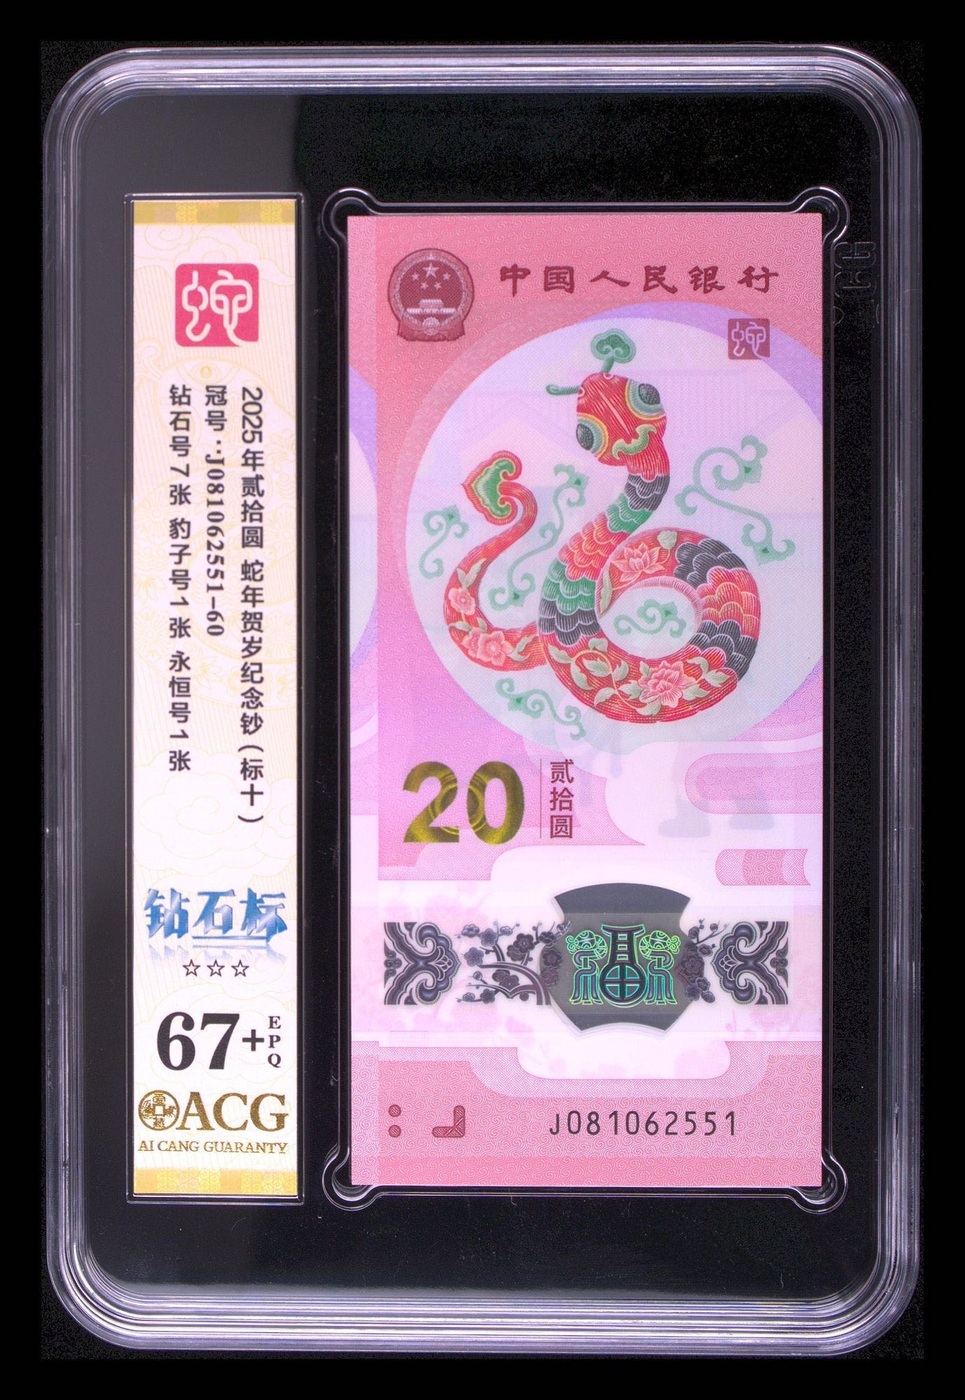 蛇
2025年贰拾圆 蛇年贺岁纪念钞（标十）
冠号：J081062551-60
钻石号7张 豹子号1张 永恒号1张
钻石标
☆☆☆
67+EPQ
ACG
AI CANG GUARANTY
中国人民银行
蛇
20 贰拾圆
J081062551